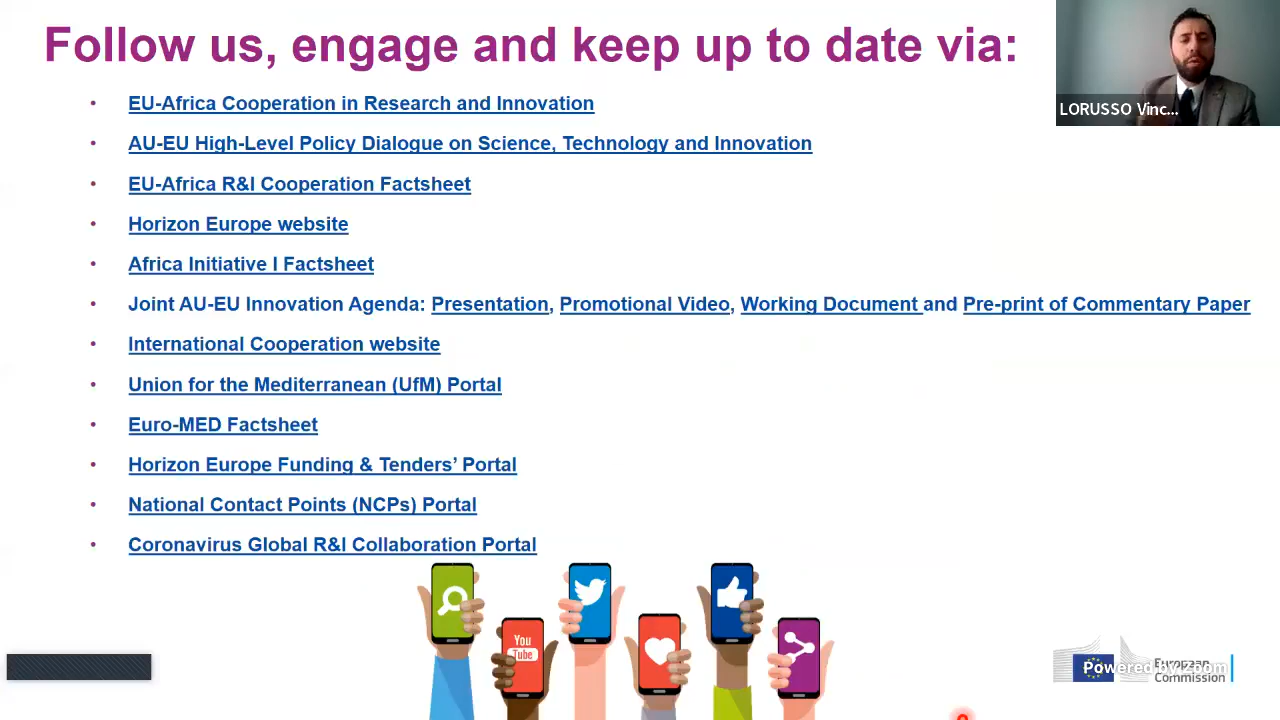 Follow us, engage and keep up to date via:
LORUSSO Vinc...
• EU-Africa Cooperation in Research and Innovation
• AU-EU High-Level Policy Dialogue on Science, Technology and Innovation
• EU-Africa R&I Cooperation Factsheet
• Horizon Europe website
• Africa Initiative I Factsheet
• Joint AU-EU Innovation Agenda: Presentation, Promotional Video, Working Document and Pre-print of Commentary Paper
• International Cooperation website
• Union for the Mediterranean (UfM) Portal
• Euro-MED Factsheet
• Horizon Europe Funding & Tenders’ Portal
• National Contact Points (NCPs) Portal
• Coronavirus Global R&I Collaboration Portal
You
Tube
Powered by Zoom
European
Commission